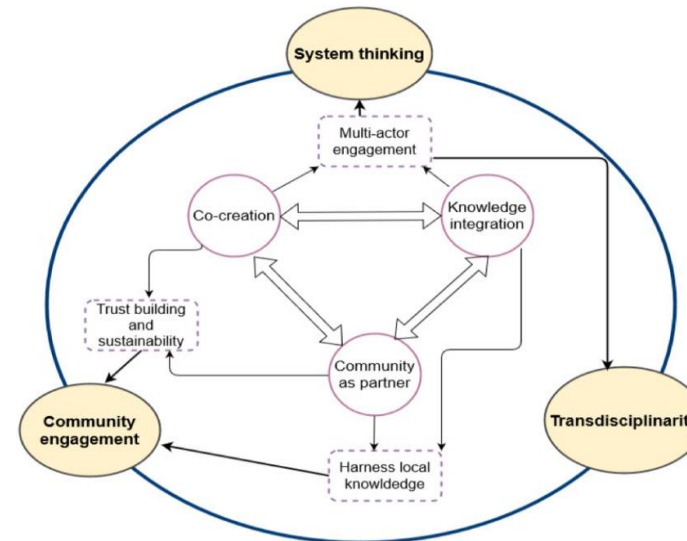 System thinking
Multi-actor
engagement
Co-creation
Knowledge
integration
Trust building
and
sustainability
Community
as partner
Community
engagement
Transdisciplinarit
Harness local
knowldedge